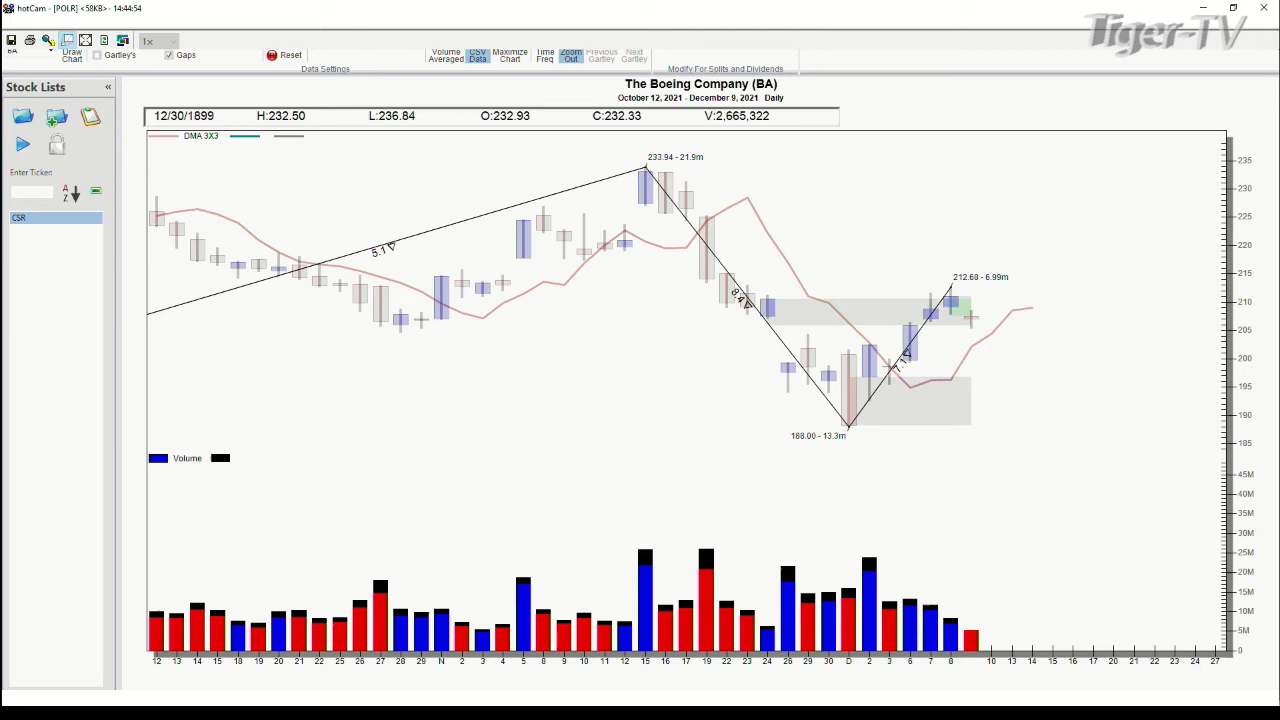 hotCam - [POLR] <58KB> - 14:44:54
Tiger-TV
1x
BA
Draw
Chart
Gartley's
Gaps
Reset
Data Settings
Volume
Averaged
CSV
Data
Maximize
Chart
Time
Freq
Zoom
Out
Previous
Gartley
Next
Gartley
Modify For Splits and Dividends
Stock Lists «
Enter Ticker:
A
Z
CSR
The Boeing Company (BA)
October 12, 2021 - December 9, 2021 Daily
12/30/1899 H:232.50 L:236.84 O:232.93 C:232.33 V:2,665,322
DMA 3X3
233.94 - 21.9m
5.1
8.4
212.68 - 6.99m
7.1
188.00 - 13.3m
235
230
225
220
215
210
205
200
195
190
185
Volume
45M
40M
35M
30M
25M
20M
15M
10M
5M
0
12 13 14 15 18 19 20 21 22 25 26 27 28 29 N 2 3 4 8 9 10 11 12 15 16 17 19 22 23 24 26 29 30 D 2 3 6 7 8 10 13 14 15 16 17 20 21 22 23 24 27